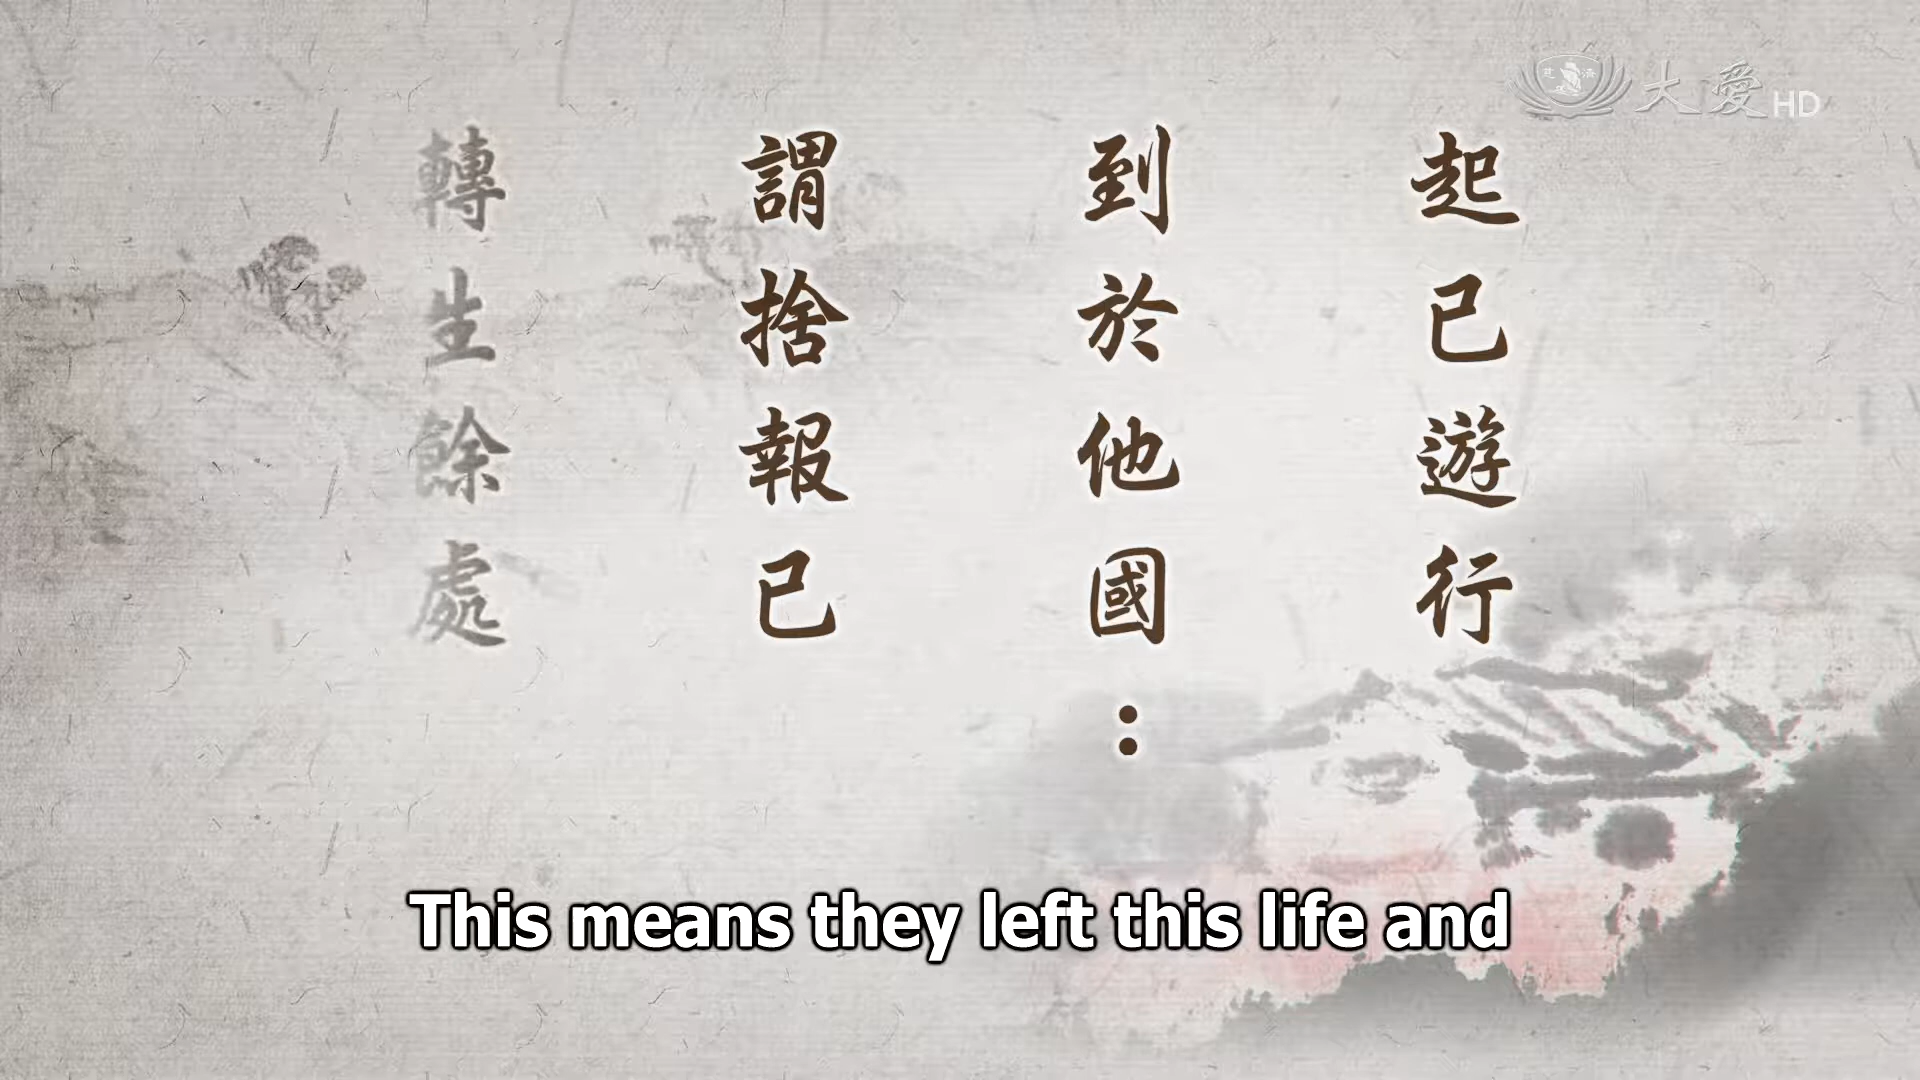 大愛HD
起已遊行
到於他國：
謂捨報已
轉生餘處
This means they left this life and